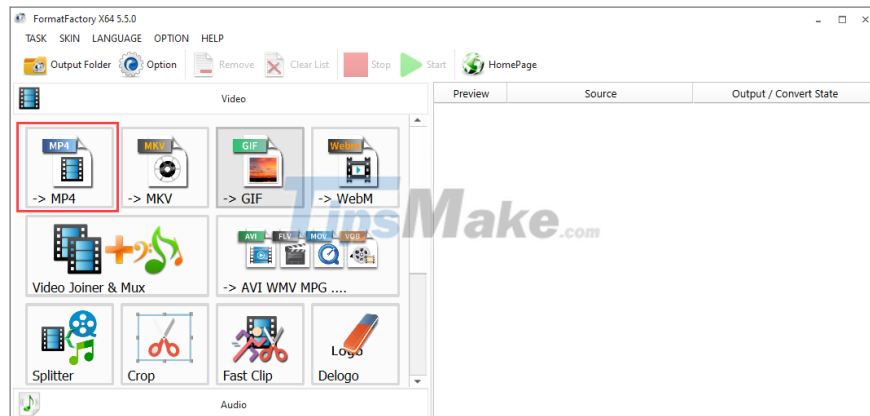 FormatFactory X64 5.5.0
TASK SKIN LANGUAGE OPTION HELP
Output Folder Option Remove Clear List Stop Start HomePage
Video
Preview Source Output / Convert State
MP4 MKV GIF WebM
-> MP4 -> MKV -> GIF -> WebM
TipsMake.com
AVI FLV MOV VOB
Video Joiner & Mux -> AVI WMV MPG ....
Logo
Splitter Crop Fast Clip Delogo
Audio